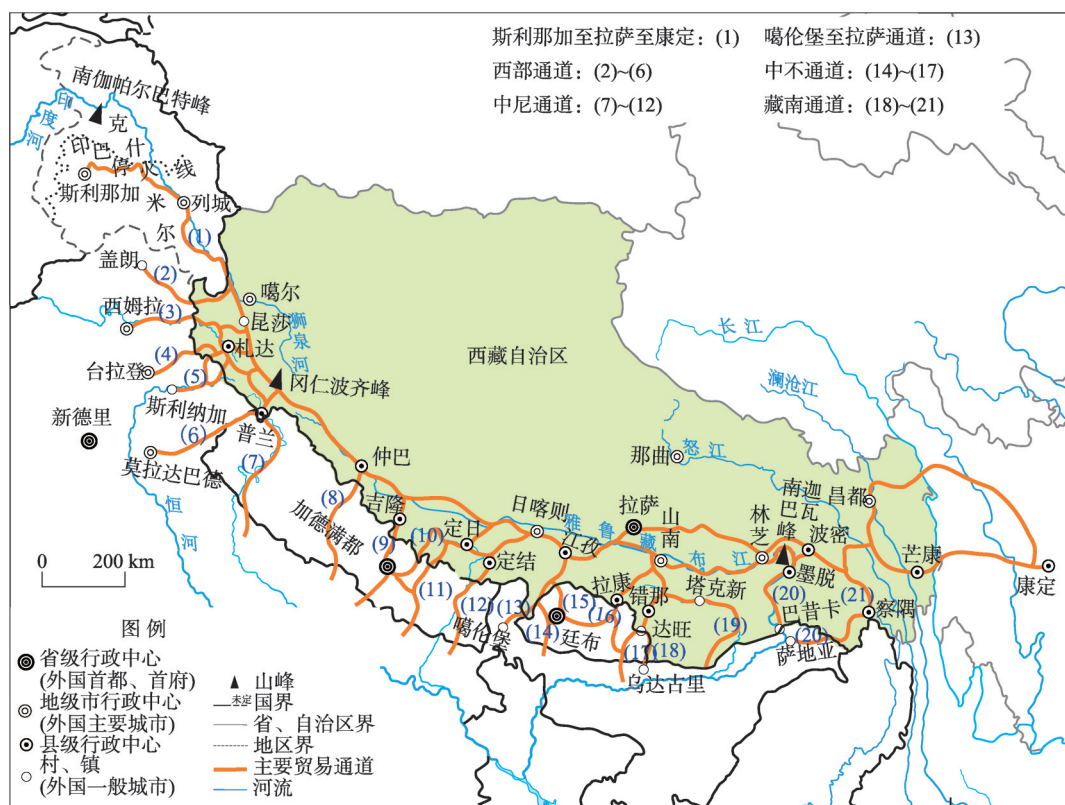 斯利那加至拉萨至康定：(1)
噶伦堡至拉萨通道：(13)
西部通道：(2)~(6)
中不通道：(14)~(17)
中尼通道：(7)~(12)
藏南通道：(18)~(21)
南伽帕尔巴特峰
印度河
克什米尔
印巴停火线
斯利那加
列城
(1)
盖朗
(2)
噶尔
西姆拉
(3)
昆莎
狮泉河
札达
(4)
台拉登
(5)
冈仁波齐峰
西藏自治区
长江
澜沧江
斯利纳加
新德里
(6)
普兰
莫拉达巴德
(7)
仲巴
那曲
怒江
南迦巴瓦峰
昌都
恒河
(8)
吉隆
加德满都
(9)
(10)
定日
日喀则
雅鲁藏布江
拉萨
山南
林芝
波密
江孜
0 200 km
定结
墨脱
芒康
康定
(11)
(12)
拉康
错那
塔克新
(20)
(21)
察隅
噶伦堡
(13)
(14)
(15)
(16)
廷布
达旺
(19)
巴昔卡
(20)
萨地亚
(17)
(18)
乌达古里
图例
省级行政中心
(外国首都、首府)
地级市行政中心
(外国主要城市)
县级行政中心
村、镇
(外国一般城市)
山峰
未定
国界
省、自治区界
地区界
主要贸易通道
河流